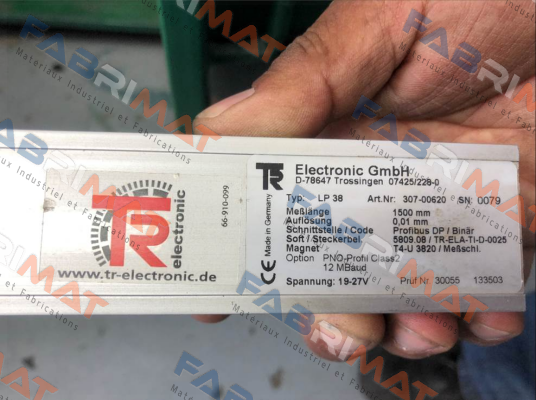 FABRIMAT
Matériaux Industriel et Fabrications
TR
electronic
www.tr-electronic.de
66-910-099
TR
Electronic GmbH
D-78647 Trossingen 07425/228-0
Made in Germany
CE
Typ: LP 38 Art.Nr: 307-00620 SN: 0079
Meßlänge 1500 mm
Auflösung 0,01 mm
Schnittstelle / Code Profibus DP / Binär
Soft / Steckerbel 5809.08 / TR-ELA-TI-D-0025
T4-J 3820 / Meßschl.
Option PNO-Profil Class2
12 MBaud
Spannung: 19-27V Prüf Nr. 30055 133503